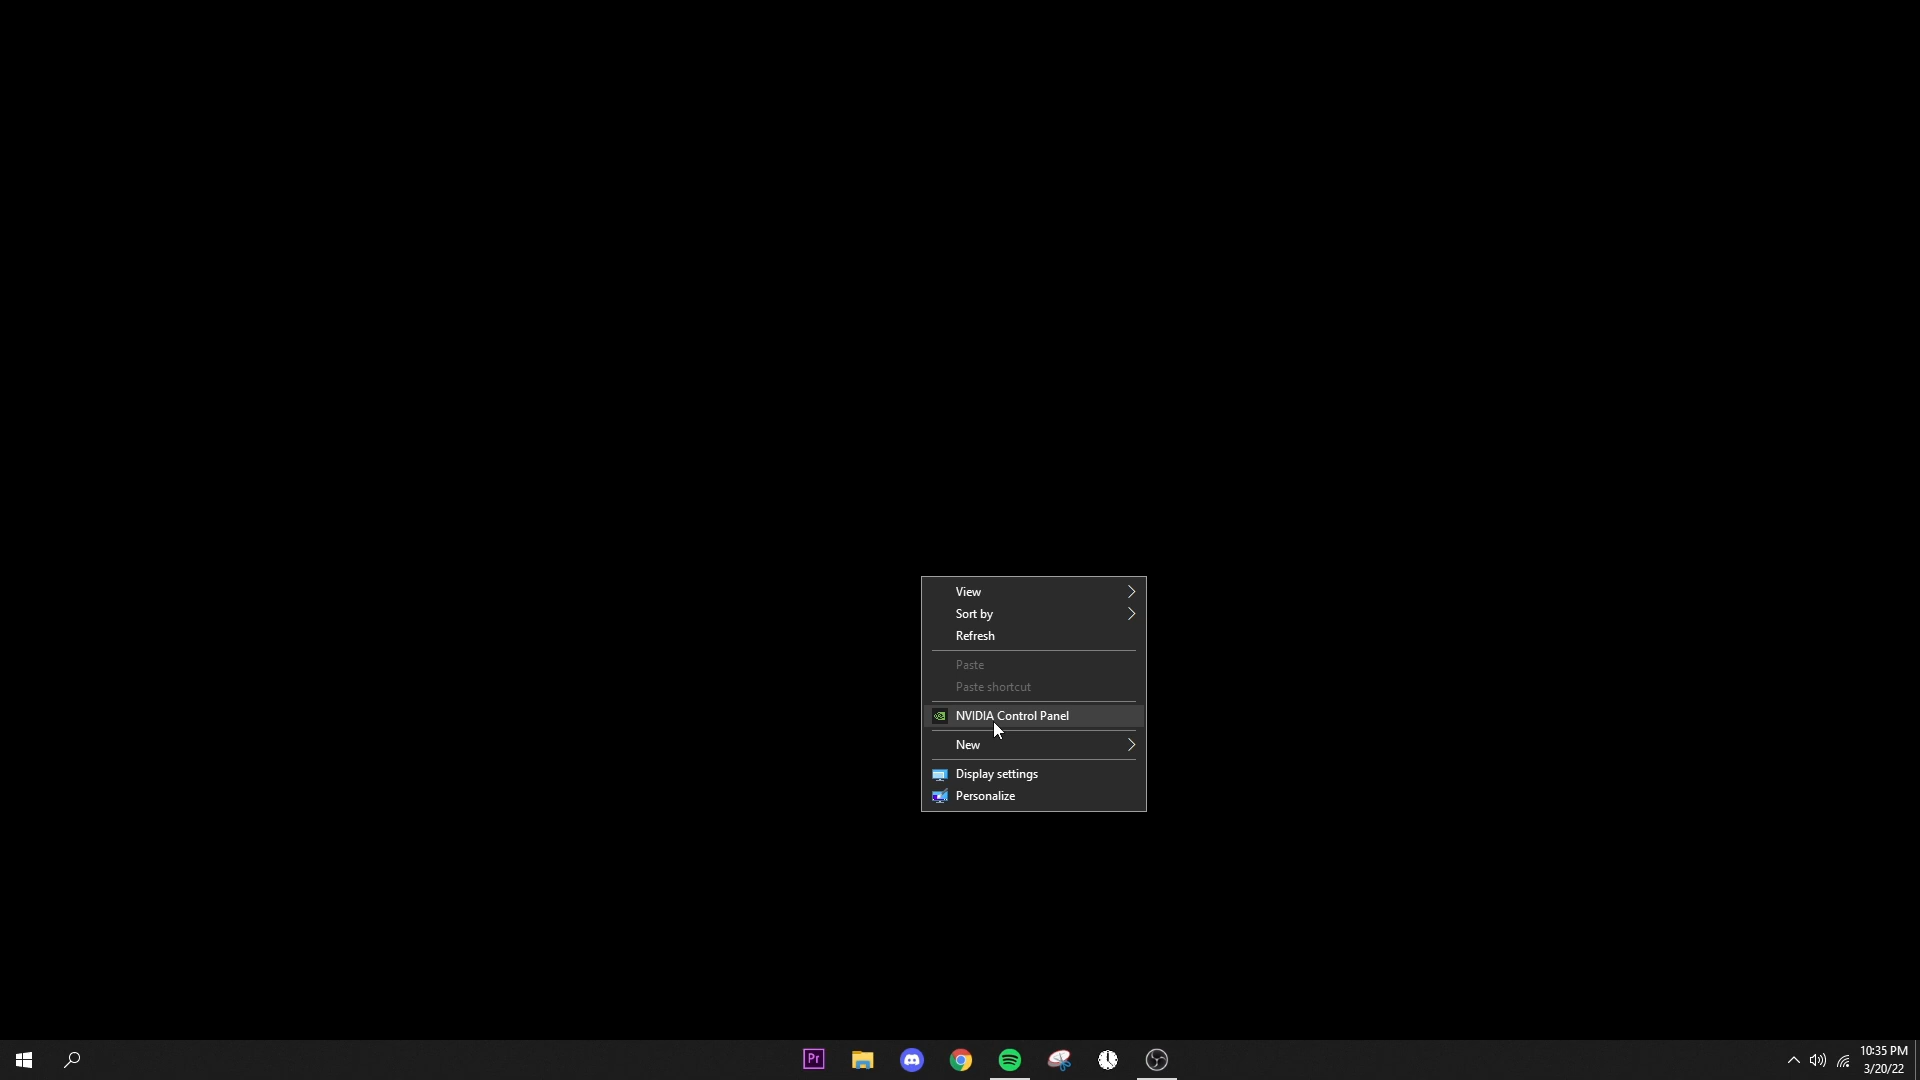 View
Sort by
Refresh
Paste
Paste shortcut
NVIDIA Control Panel
New
Display settings
Personalize
Pr
10:35 PM
3/20/22